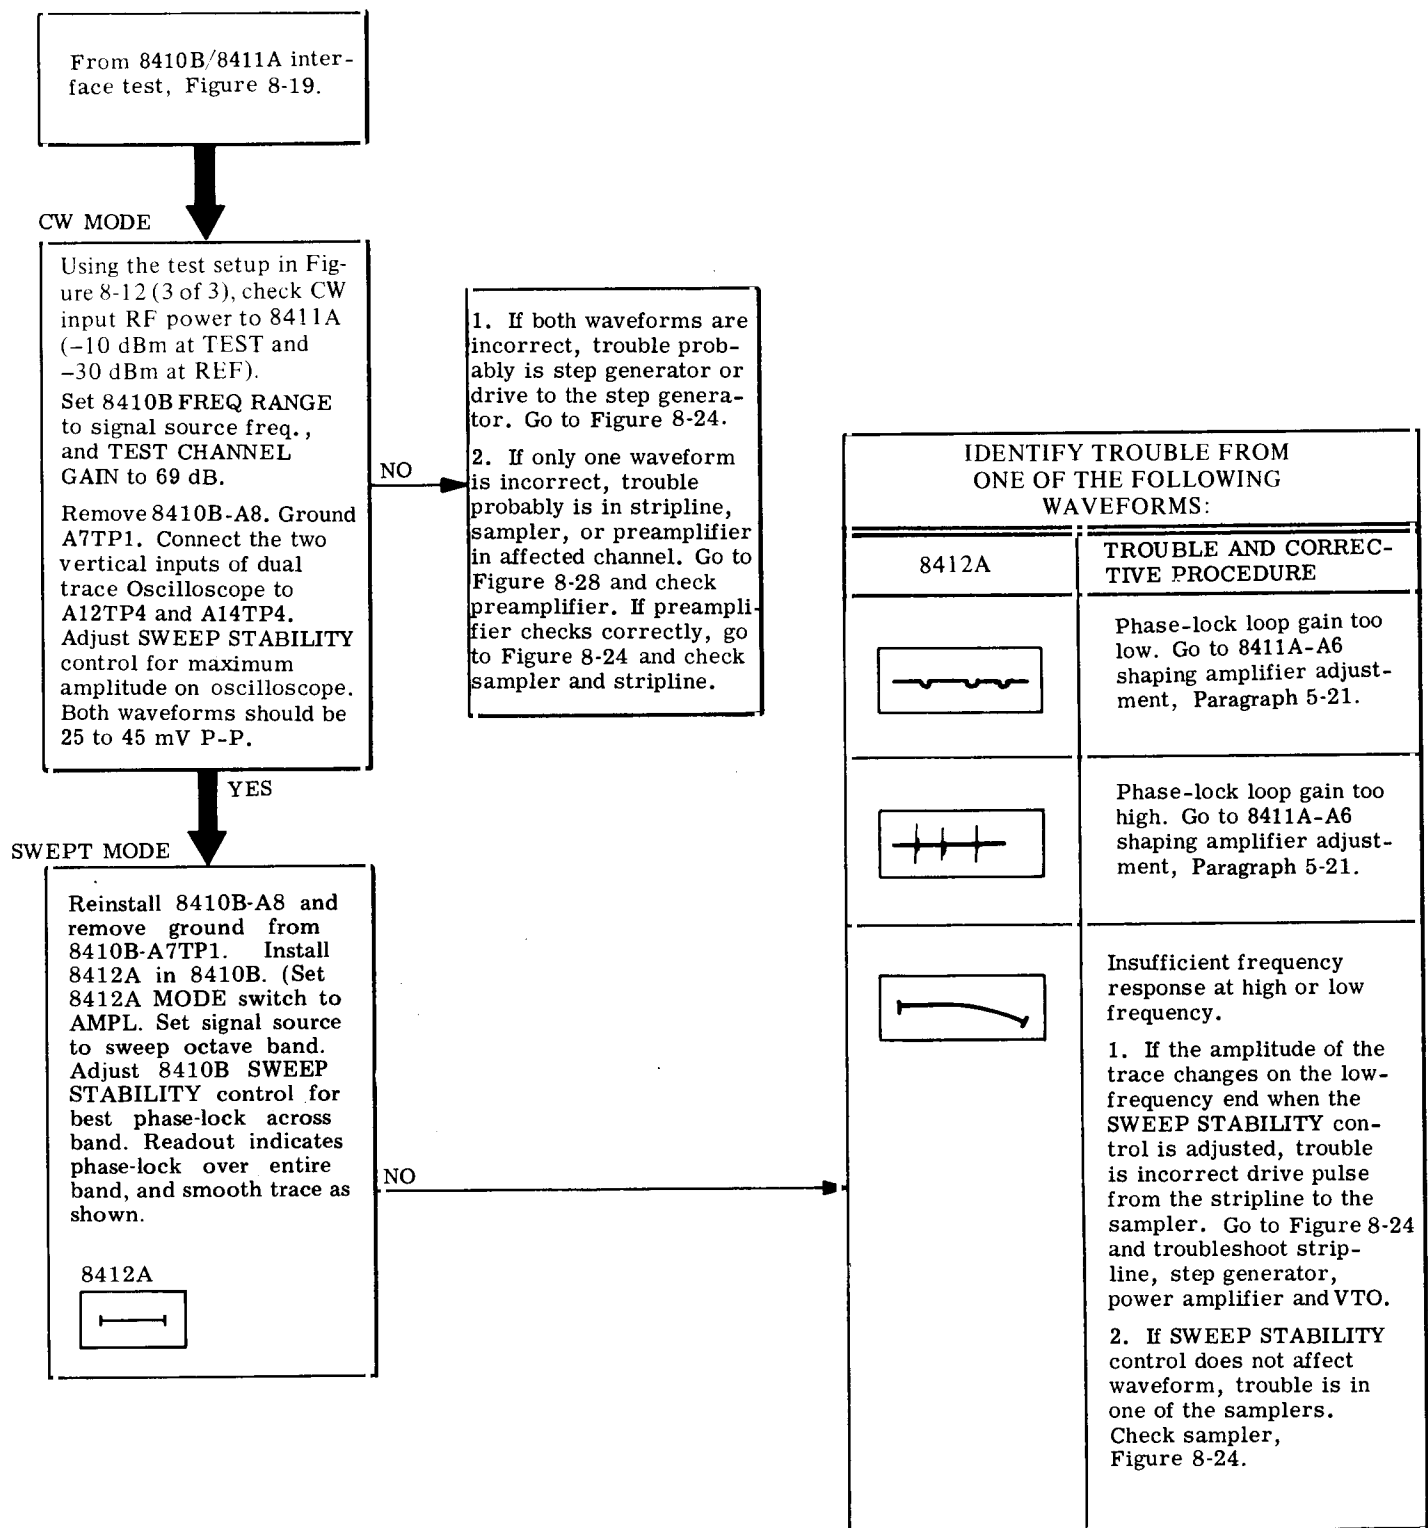 From 8410B/8411A inter-
face test, Figure 8-19.
CW MODE
Using the test setup in Fig-
ure 8-12 (3 of 3), check CW
input RF power to 8411A
(-10 dBm at TEST and
-30 dBm at REF).
Set 8410B FREQ RANGE
to signal source freq.,
and TEST CHANNEL
GAIN to 69 dB.
Remove 8410B-A8. Ground
A7TP1. Connect the two
vertical inputs of dual
trace Oscilloscope to
A12TP4 and A14TP4.
Adjust SWEEP STABILITY
control for maximum
amplitude on oscilloscope.
Both waveforms should be
25 to 45 mV P-P.
NO
1. If both waveforms are
incorrect, trouble prob-
ably is step generator or
drive to the step genera-
tor. Go to Figure 8-24.
2. If only one waveform
is incorrect, trouble
probably is in stripline,
sampler, or preamplifier
in affected channel. Go to
Figure 8-28 and check
preamplifier. If preampli-
fier checks correctly, go
to Figure 8-24 and check
sampler and stripline.
YES
SWEPT MODE
Reinstall 8410B-A8 and
remove ground from
8410B-A7TP1. Install
8412A in 8410B. (Set
8412A MODE switch to
AMPL. Set signal source
to sweep octave band.
Adjust 8410B SWEEP
STABILITY control for
best phase-lock across
band. Readout indicates
phase-lock over entire
band, and smooth trace as
shown.
8412A
NO
IDENTIFY TROUBLE FROM
ONE OF THE FOLLOWING
WAVEFORMS:
8412A
TROUBLE AND CORREC-
TIVE PROCEDURE
Phase-lock loop gain too
low. Go to 8411A-A6
shaping amplifier adjust-
ment, Paragraph 5-21.
Phase-lock loop gain too
high. Go to 8411A-A6
shaping amplifier adjust-
ment, Paragraph 5-21.
Insufficient frequency
response at high or low
frequency.
1. If the amplitude of the
trace changes on the low-
frequency end when the
SWEEP STABILITY con-
trol is adjusted, trouble
is incorrect drive pulse
from the stripline to the
sampler. Go to Figure 8-24
and troubleshoot strip-
line, step generator,
power amplifier and VTO.
2. If SWEEP STABILITY
control does not affect
waveform, trouble is in
one of the samplers.
Check sampler,
Figure 8-24.